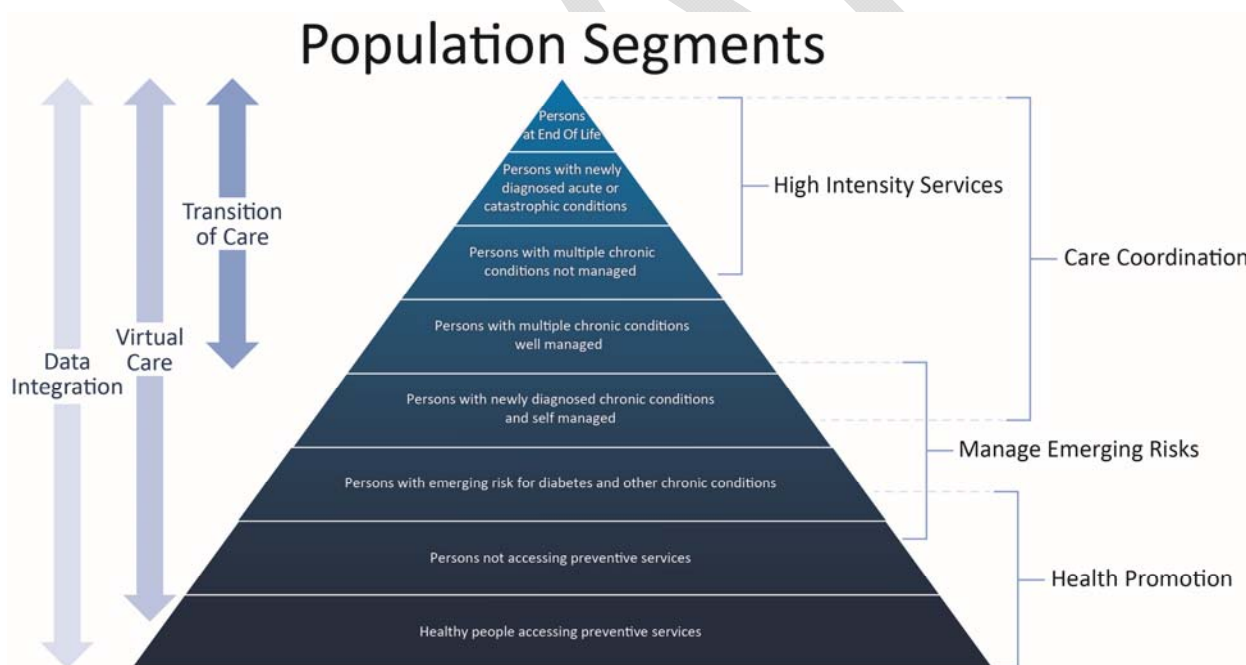 Population Segments
Persons
at End Of Life
Persons with newly
diagnosed acute or
catastrophic conditions
High Intensity Services
Transition
of Care
Persons with multiple chronic
conditions not managed
Care Coordination
Persons with multiple chronic conditions
well managed
Virtual
Care
Data
Integration
Persons with newly diagnosed chronic conditions
and self managed
Manage Emerging Risks
Persons with emerging risk for diabetes and other chronic conditions
Persons not accessing preventive services
Health Promotion
Healthy people accessing preventive services